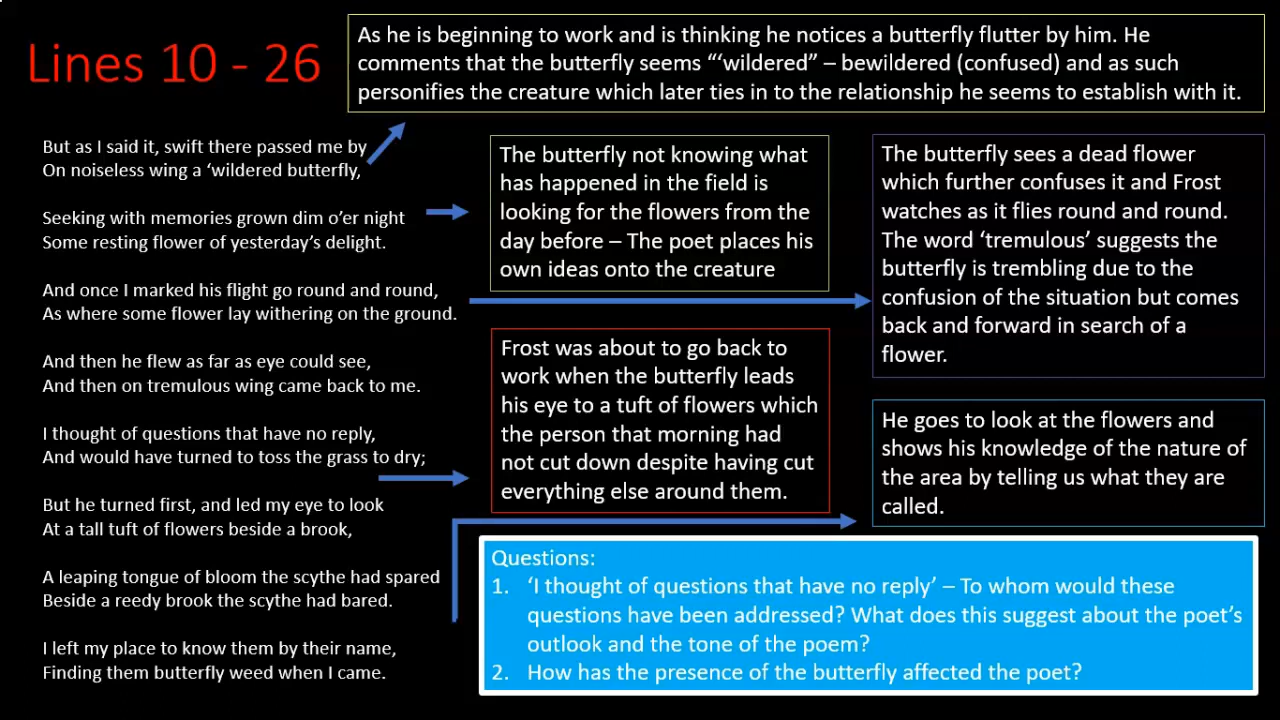 Lines 10 - 26
As he is beginning to work and is thinking he notices a butterfly flutter by him. He
comments that the butterfly seems “‘wildered” – bewildered (confused) and as such
personifies the creature which later ties in to the relationship he seems to establish with it.
But as I said it, swift there passed me by
On noiseless wing a ‘wildered butterfly,
Seeking with memories grown dim o’er night
Some resting flower of yesterday’s delight.
And once I marked his flight go round and round,
As where some flower lay withering on the ground.
And then he flew as far as eye could see,
And then on tremulous wing came back to me.
I thought of questions that have no reply,
And would have turned to toss the grass to dry;
But he turned first, and led my eye to look
At a tall tuft of flowers beside a brook,
A leaping tongue of bloom the scythe had spared
Beside a reedy brook the scythe had bared.
I left my place to know them by their name,
Finding them butterfly weed when I came.
The butterfly not knowing what
has happened in the field is
looking for the flowers from the
day before – The poet places his
own ideas onto the creature
The butterfly sees a dead flower
which further confuses it and Frost
watches as it flies round and round.
The word ‘tremulous’ suggests the
butterfly is trembling due to the
confusion of the situation but comes
back and forward in search of a
flower.
Frost was about to go back to
work when the butterfly leads
his eye to a tuft of flowers which
the person that morning had
not cut down despite having cut
everything else around them.
He goes to look at the flowers and
shows his knowledge of the nature of
the area by telling us what they are
called.
Questions:
1. ‘I thought of questions that have no reply’ – To whom would these
questions have been addressed? What does this suggest about the poet’s
outlook and the tone of the poem?
2. How has the presence of the butterfly affected the poet?